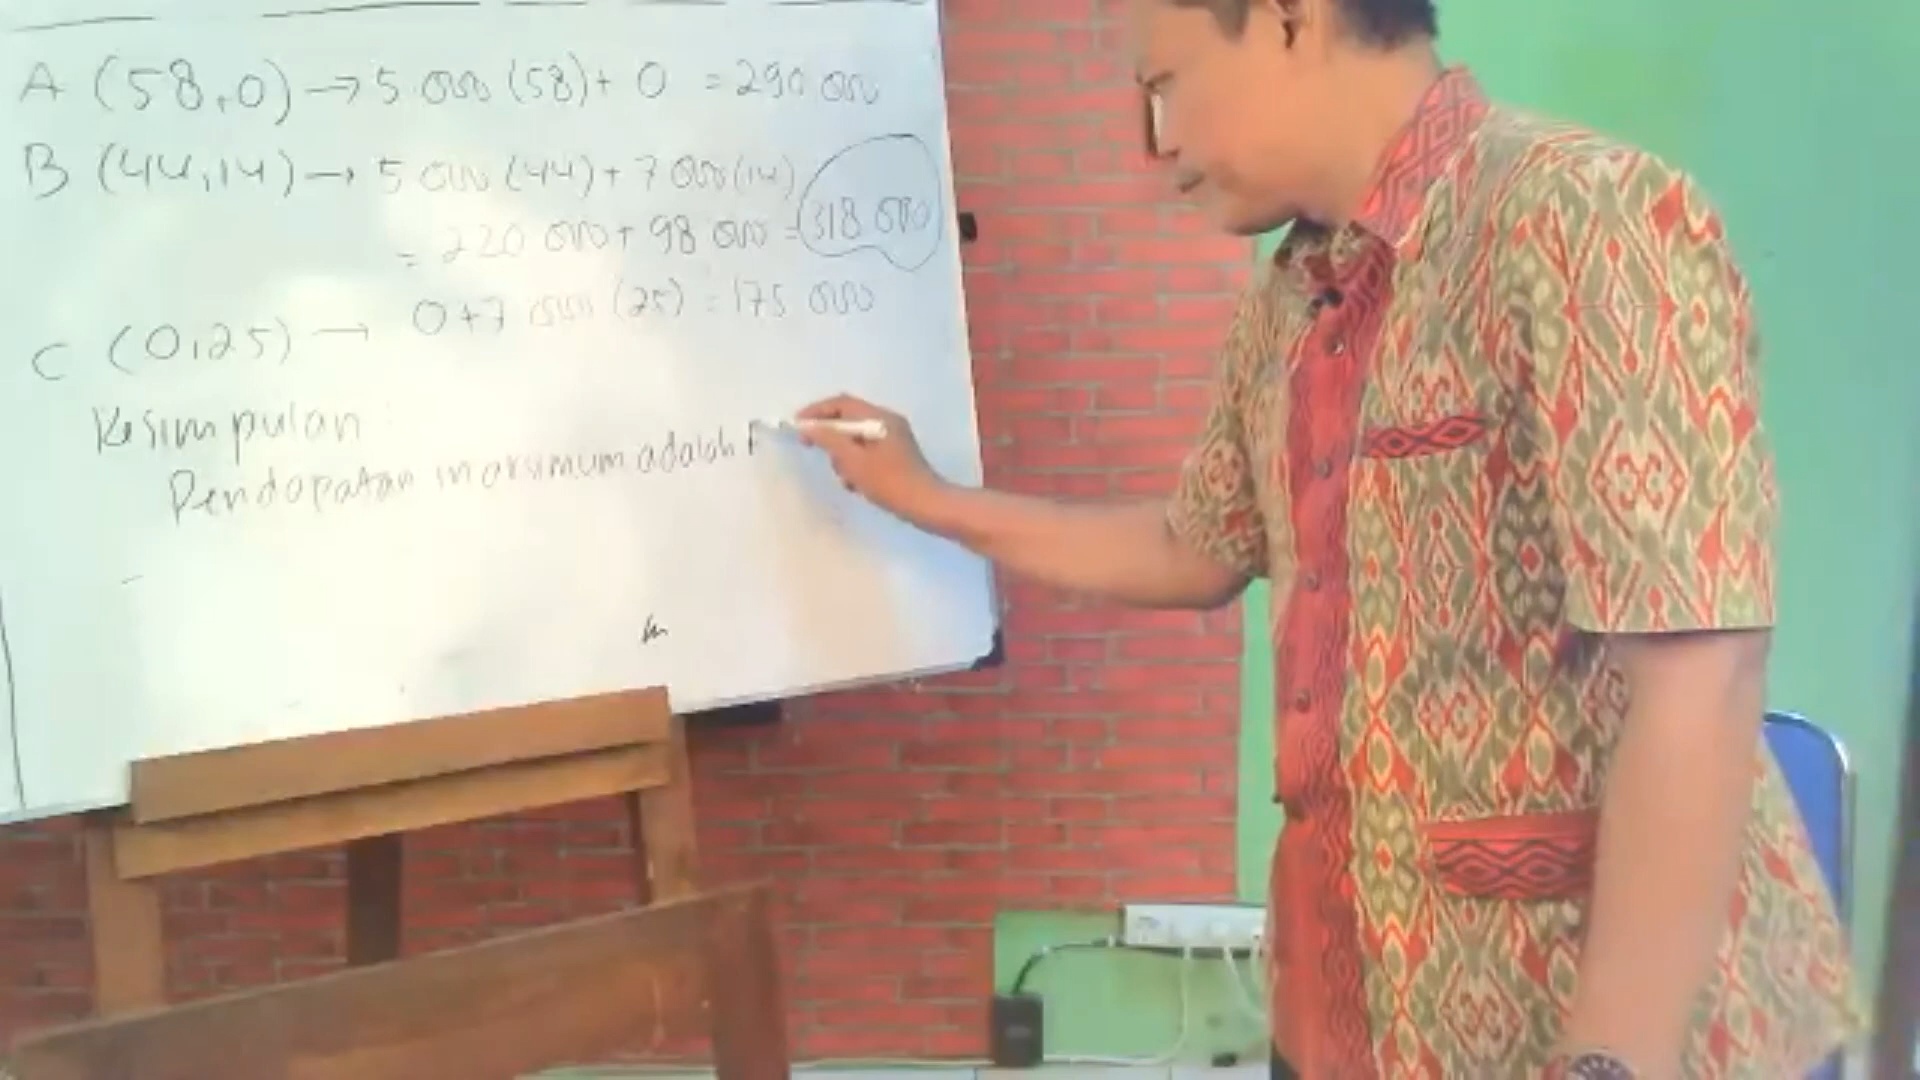 A (58,0) → 5 000 (58) + 0 = 290 000
B (44,14) → 5 000 (44) + 7 000 (14)
= 220 000 + 98 000 = 318 000
C (0,25) → 0 + 7 000 (25) = 175 000
Kesimpulan :
Pendapatan maksimum adalah